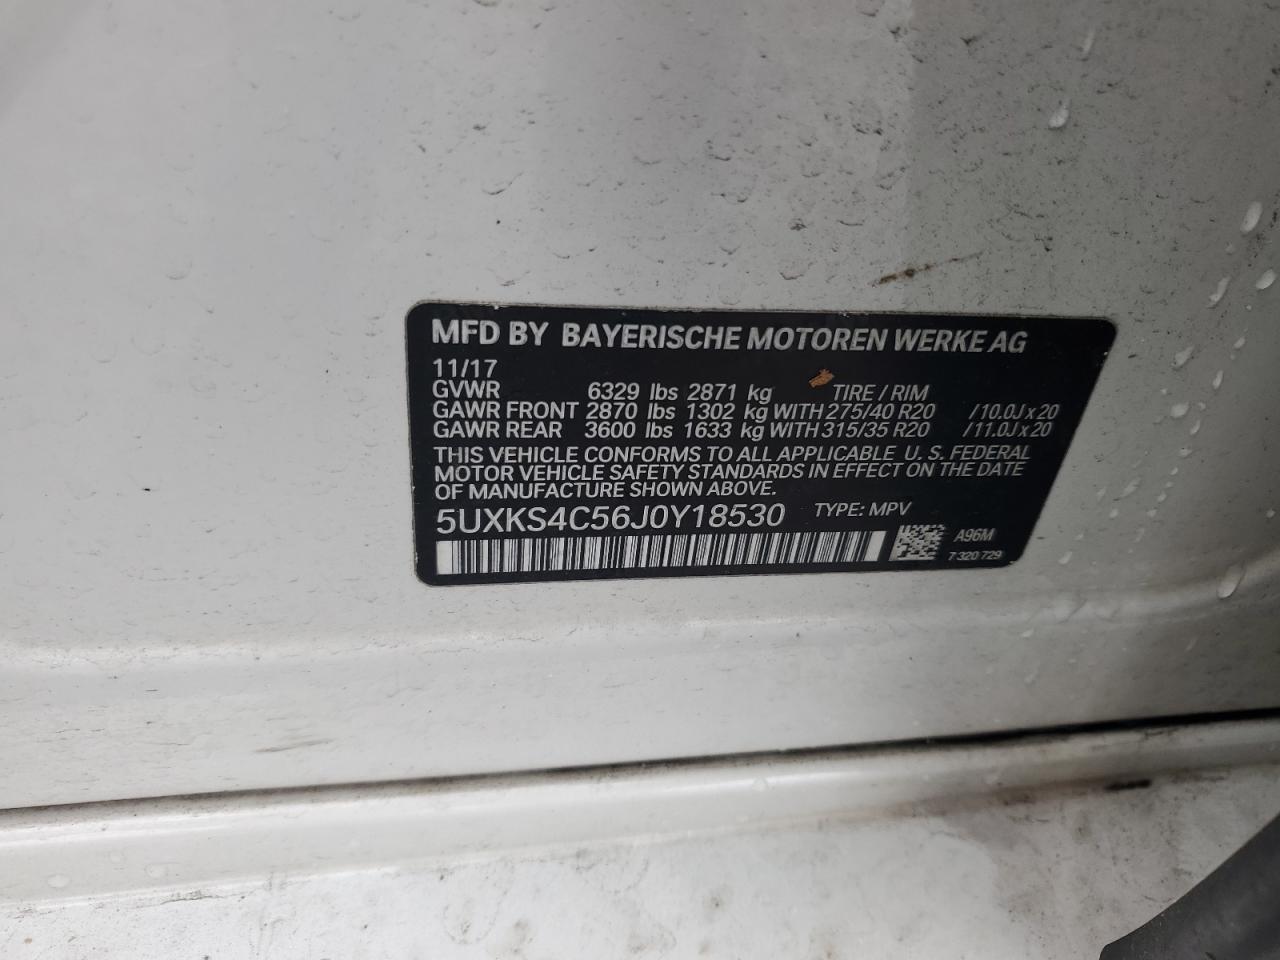 MFD BY BAYERISCHE MOTOREN WERKE AG
11/17
GVWR 6329 lbs 2871 kg TIRE / RIM
GAWR FRONT 2870 lbs 1302 kg WITH 275/40 R20 /10.0J x 20
GAWR REAR 3600 lbs 1633 kg WITH 315/35 R20 /11.0J x 20
THIS VEHICLE CONFORMS TO ALL APPLICABLE U. S. FEDERAL
MOTOR VEHICLE SAFETY STANDARDS IN EFFECT ON THE DATE
OF MANUFACTURE SHOWN ABOVE.
5UXKS4C56J0Y18530 TYPE: MPV
A96M
7 320 729